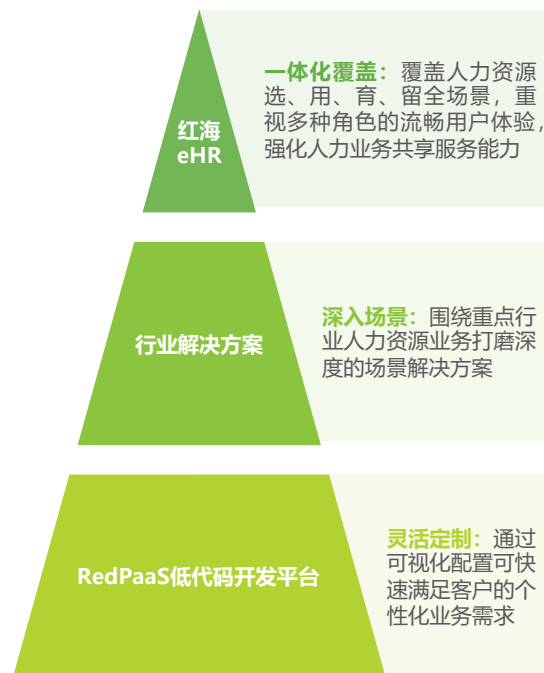 红海
eHR
一体化覆盖：覆盖人力资源
选、用、育、留全场景，重
视多种角色的流畅用户体验，
强化人力业务共享服务能力
行业解决方案
深入场景：围绕重点行
业人力资源业务打磨深
度的场景解决方案
RedPaaS低代码开发平台
灵活定制：通过
可视化配置可快
速满足客户的个
性化业务需求